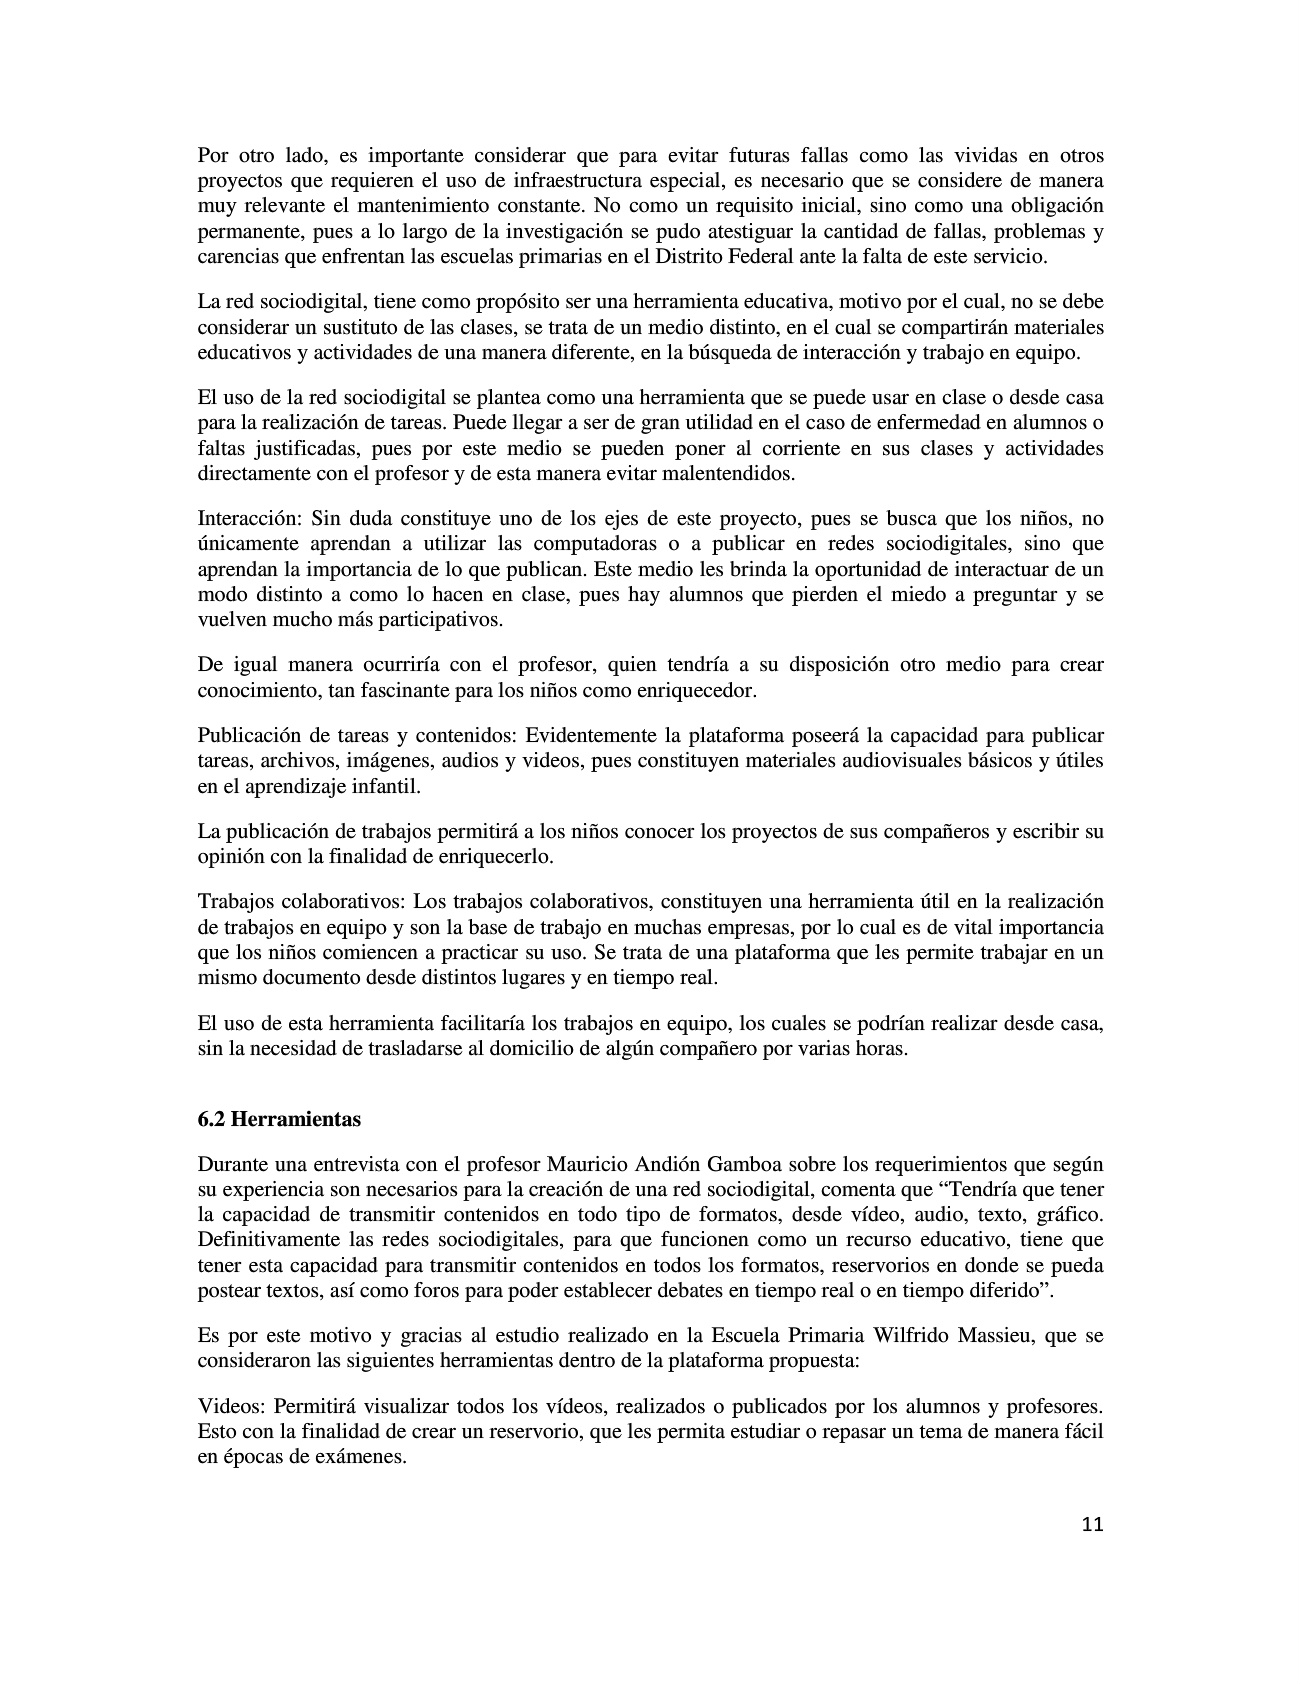 Por otro lado, es importante considerar que para evitar futuras fallas como las vividas en otros
proyectos que requieren el uso de infraestructura especial, es necesario que se considere de manera
muy relevante el mantenimiento constante. No como un requisito inicial, sino como una obligación
permanente, pues a lo largo de la investigación se pudo atestiguar la cantidad de fallas, problemas y
carencias que enfrentan las escuelas primarias en el Distrito Federal ante la falta de este servicio.
La red sociodigital, tiene como propósito ser una herramienta educativa, motivo por el cual, no se debe
considerar un sustituto de las clases, se trata de un medio distinto, en el cual se compartirán materiales
educativos y actividades de una manera diferente, en la búsqueda de interacción y trabajo en equipo.
El uso de la red sociodigital se plantea como una herramienta que se puede usar en clase o desde casa
para la realización de tareas. Puede llegar a ser de gran utilidad en el caso de enfermedad en alumnos o
faltas justificadas, pues por este medio se pueden poner al corriente en sus clases y actividades
directamente con el profesor y de esta manera evitar malentendidos.
Interacción: Sin duda constituye uno de los ejes de este proyecto, pues se busca que los niños, no
únicamente aprendan a utilizar las computadoras o a publicar en redes sociodigitales, sino que
aprendan la importancia de lo que publican. Este medio les brinda la oportunidad de interactuar de un
modo distinto a como lo hacen en clase, pues hay alumnos que pierden el miedo a preguntar y se
vuelven mucho más participativos.
De igual manera ocurriría con el profesor, quien tendría a su disposición otro medio para crear
conocimiento, tan fascinante para los niños como enriquecedor.
Publicación de tareas y contenidos: Evidentemente la plataforma poseerá la capacidad para publicar
tareas, archivos, imágenes, audios y videos, pues constituyen materiales audiovisuales básicos y útiles
en el aprendizaje infantil.
La publicación de trabajos permitirá a los niños conocer los proyectos de sus compañeros y escribir su
opinión con la finalidad de enriquecerlo.
Trabajos colaborativos: Los trabajos colaborativos, constituyen una herramienta útil en la realización
de trabajos en equipo y son la base de trabajo en muchas empresas, por lo cual es de vital importancia
que los niños comiencen a practicar su uso. Se trata de una plataforma que les permite trabajar en un
mismo documento desde distintos lugares y en tiempo real.
El uso de esta herramienta facilitaría los trabajos en equipo, los cuales se podrían realizar desde casa,
sin la necesidad de trasladarse al domicilio de algún compañero por varias horas.
6.2 Herramientas
Durante una entrevista con el profesor Mauricio Andión Gamboa sobre los requerimientos que según
su experiencia son necesarios para la creación de una red sociodigital, comenta que “Tendría que tener
la capacidad de transmitir contenidos en todo tipo de formatos, desde vídeo, audio, texto, gráfico.
Definitivamente las redes sociodigitales, para que funcionen como un recurso educativo, tiene que
tener esta capacidad para transmitir contenidos en todos los formatos, reservorios en donde se pueda
postear textos, así como foros para poder establecer debates en tiempo real o en tiempo diferido”.
Es por este motivo y gracias al estudio realizado en la Escuela Primaria Wilfrido Massieu, que se
consideraron las siguientes herramientas dentro de la plataforma propuesta:
Videos: Permitirá visualizar todos los vídeos, realizados o publicados por los alumnos y profesores.
Esto con la finalidad de crear un reservorio, que les permita estudiar o repasar un tema de manera fácil
en épocas de exámenes.
11